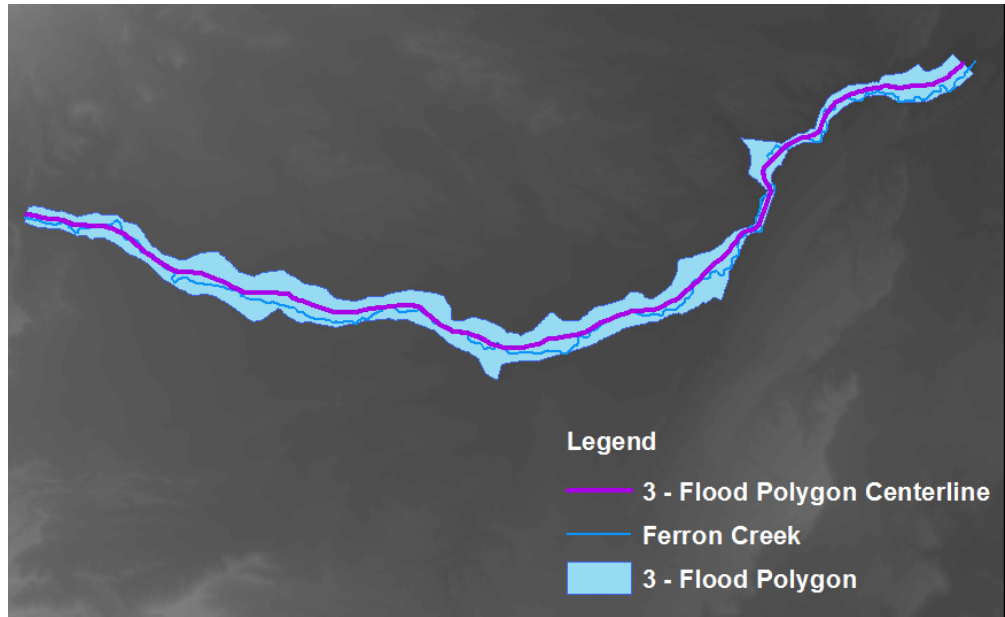 Legend
3 - Flood Polygon Centerline
Ferron Creek
3 - Flood Polygon